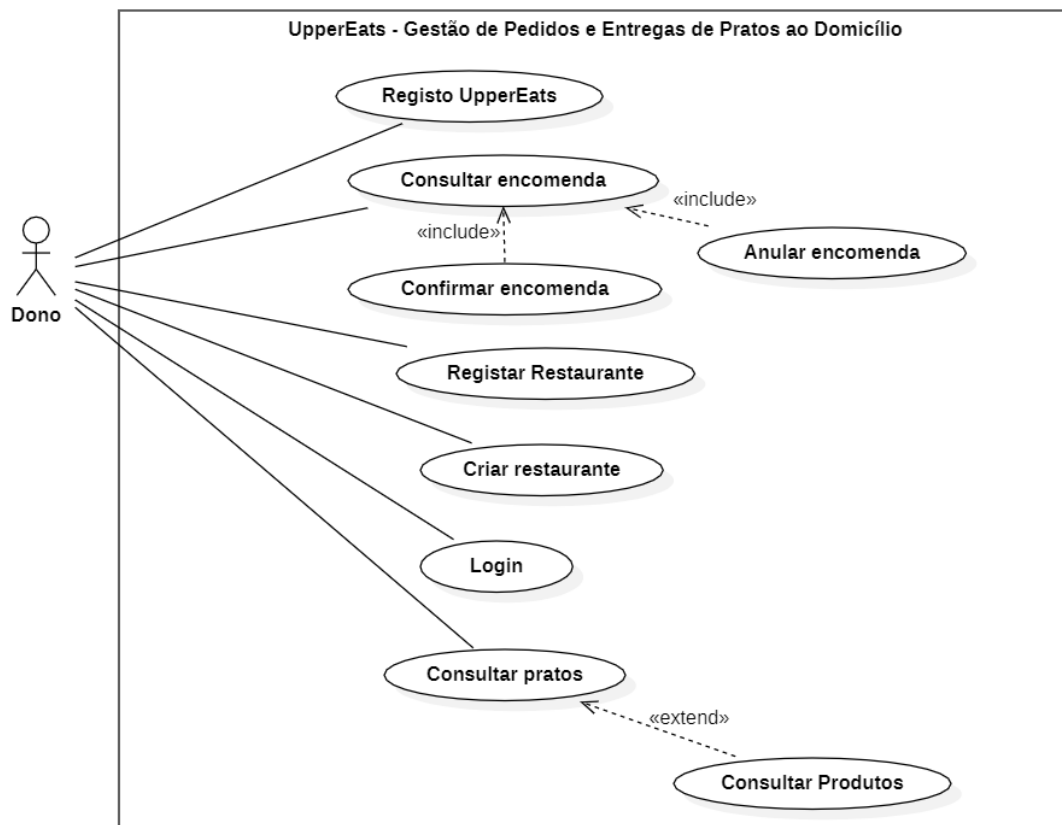 UpperEats - Gestão de Pedidos e Entregas de Pratos ao Domicílio
Registo UpperEats
Consultar encomenda
«include»
«include»
Anular encomenda
Confirmar encomenda
Dono
Registar Restaurante
Criar restaurante
Login
Consultar pratos
«extend»
Consultar Produtos